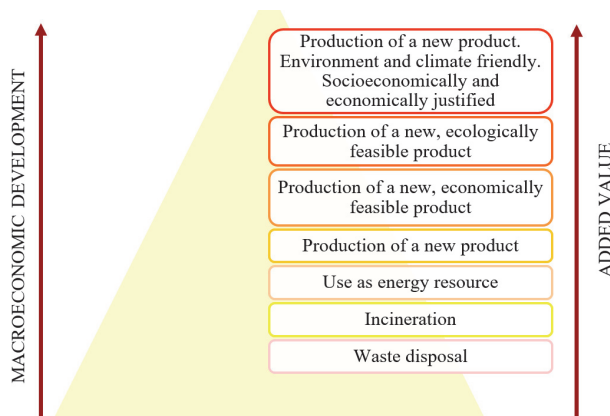 MACROECONOMIC DEVELOPMENT
Production of a new product.
Environment and climate friendly.
Socioeconomically and
economically justified
Production of a new, ecologically
feasible product
Production of a new, economically
feasible product
Production of a new product
Use as energy resource
Incineration
Waste disposal
ADDED VALUE